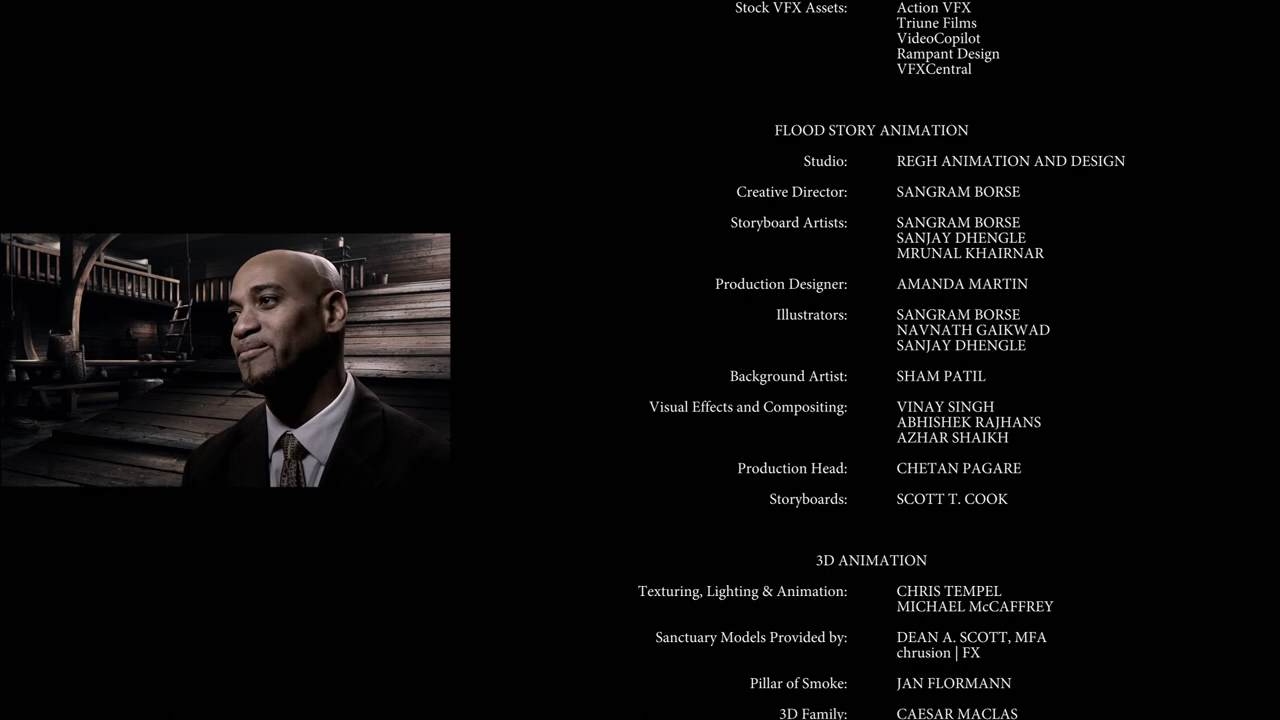 Stock VFX Assets: Action VFX
Triune Films
VideoCopilot
Rampant Design
VFXCentral
FLOOD STORY ANIMATION
Studio: REGH ANIMATION AND DESIGN
Creative Director: SANGRAM BORSE
Storyboard Artists: SANGRAM BORSE
SANJAY DHENGLE
MRUNAL KHAIRNAR
Production Designer: AMANDA MARTIN
Illustrators: SANGRAM BORSE
NAVNATH GAIKWAD
SANJAY DHENGLE
Background Artist: SHAM PATIL
Visual Effects and Compositing: VINAY SINGH
ABHISHEK RAJHANS
AZHAR SHAIKH
Production Head: CHETAN PAGARE
Storyboards: SCOTT T. COOK
3D ANIMATION
Texturing, Lighting & Animation: CHRIS TEMPEL
MICHAEL McCAFFREY
Sanctuary Models Provided by: DEAN A. SCOTT, MFA
chrusion | FX
Pillar of Smoke: JAN FLORMANN
3D Family: CAESAR MACLAS